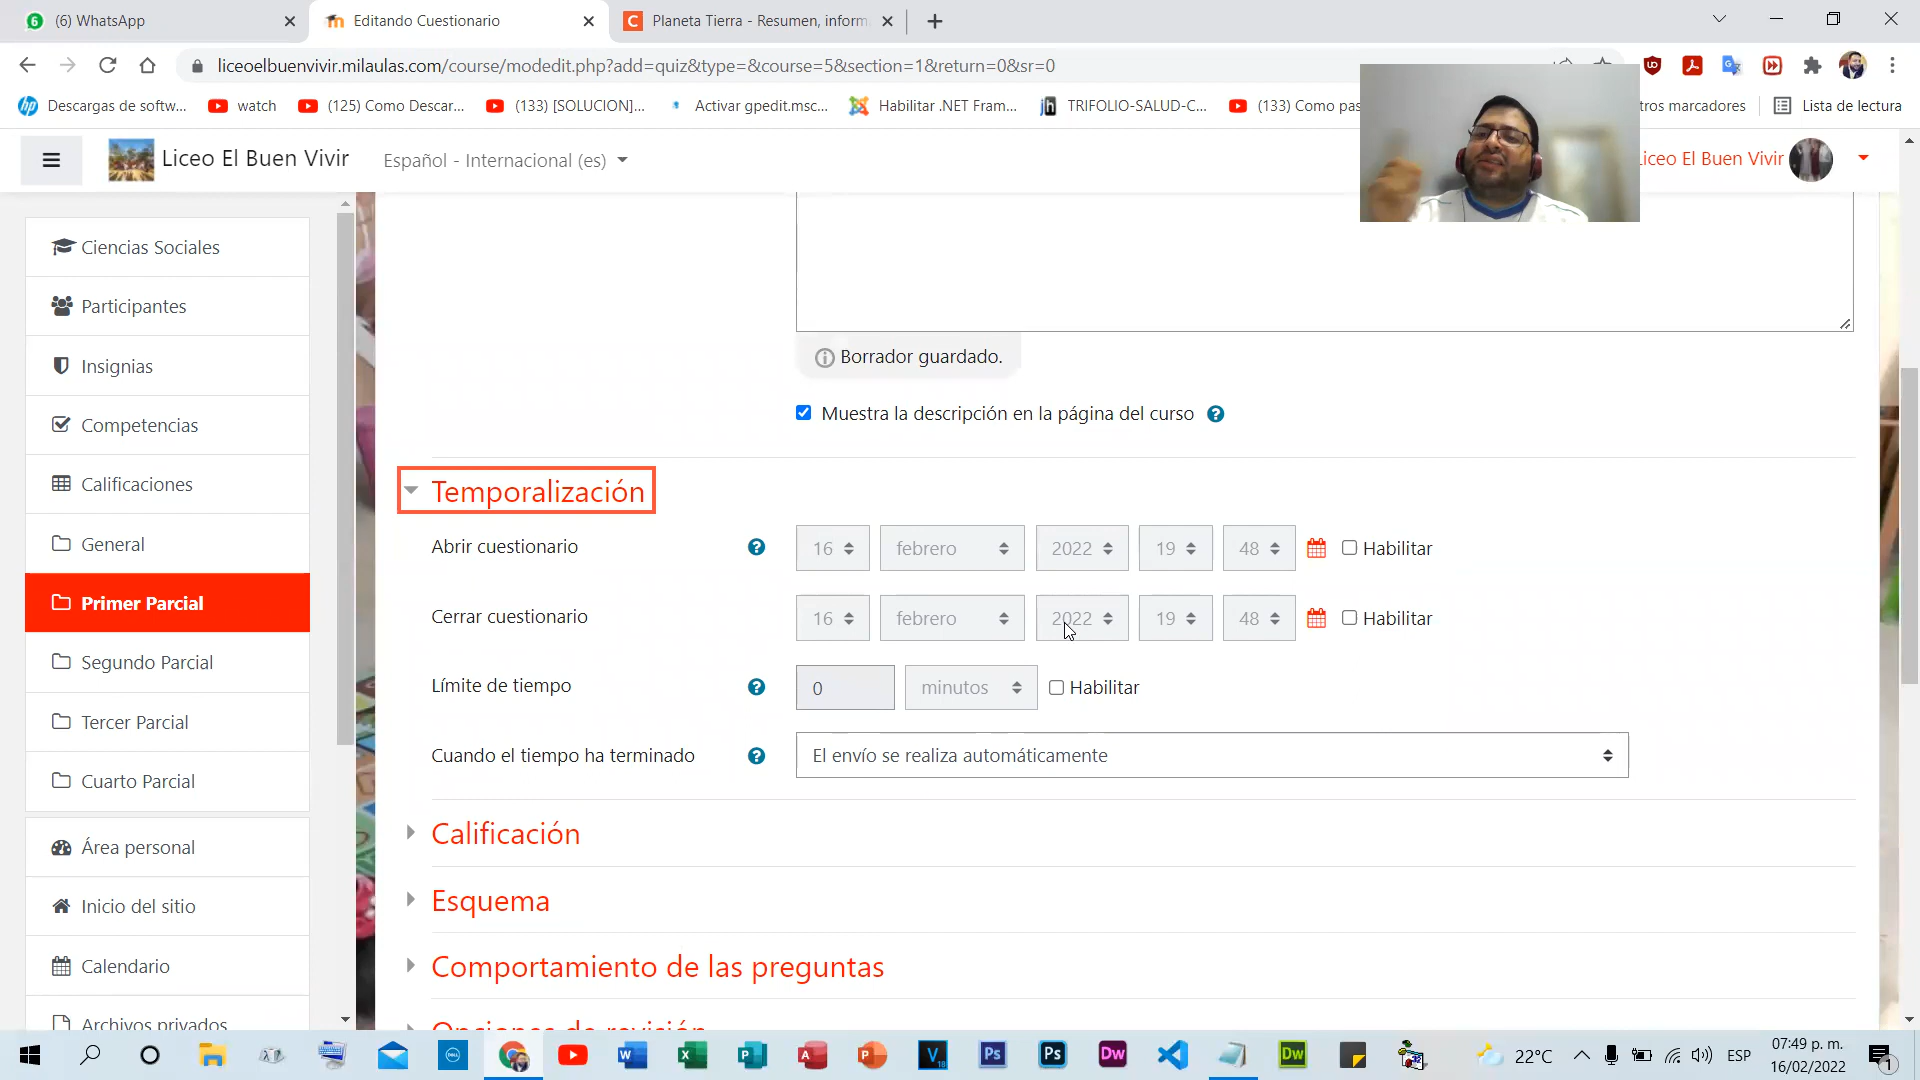 (6) WhatsApp
Editando Cuestionario
Planeta Tierra - Resumen, inform
liceoelbuenvivir.milaulas.com/course/modedit.php?add=quiz&type=&course=5&section=1&return=0&sr=0
Descargas de softw...
watch
(125) Como Descar...
(133) [SOLUCION]...
Activar gpedit.msc...
Habilitar .NET Fram...
TRIFOLIO-SALUD-C...
(133) Como pas
tros marcadores
Lista de lectura
Liceo El Buen Vivir
Español - Internacional (es)
Liceo El Buen Vivir
Ciencias Sociales
Participantes
Insignias
Competencias
Calificaciones
General
Primer Parcial
Segundo Parcial
Tercer Parcial
Cuarto Parcial
Área personal
Inicio del sitio
Calendario
Archivos privados
Borrador guardado.
Muestra la descripción en la página del curso
Temporalización
Abrir cuestionario
16 febrero 2022 19 48 Habilitar
Cerrar cuestionario
16 febrero 2022 19 48 Habilitar
Límite de tiempo
0 minutos Habilitar
Cuando el tiempo ha terminado
El envío se realiza automáticamente
Calificación
Esquema
Comportamiento de las preguntas
Opciones de revisión
22°C
ESP
07:49 p. m.
16/02/2022
1